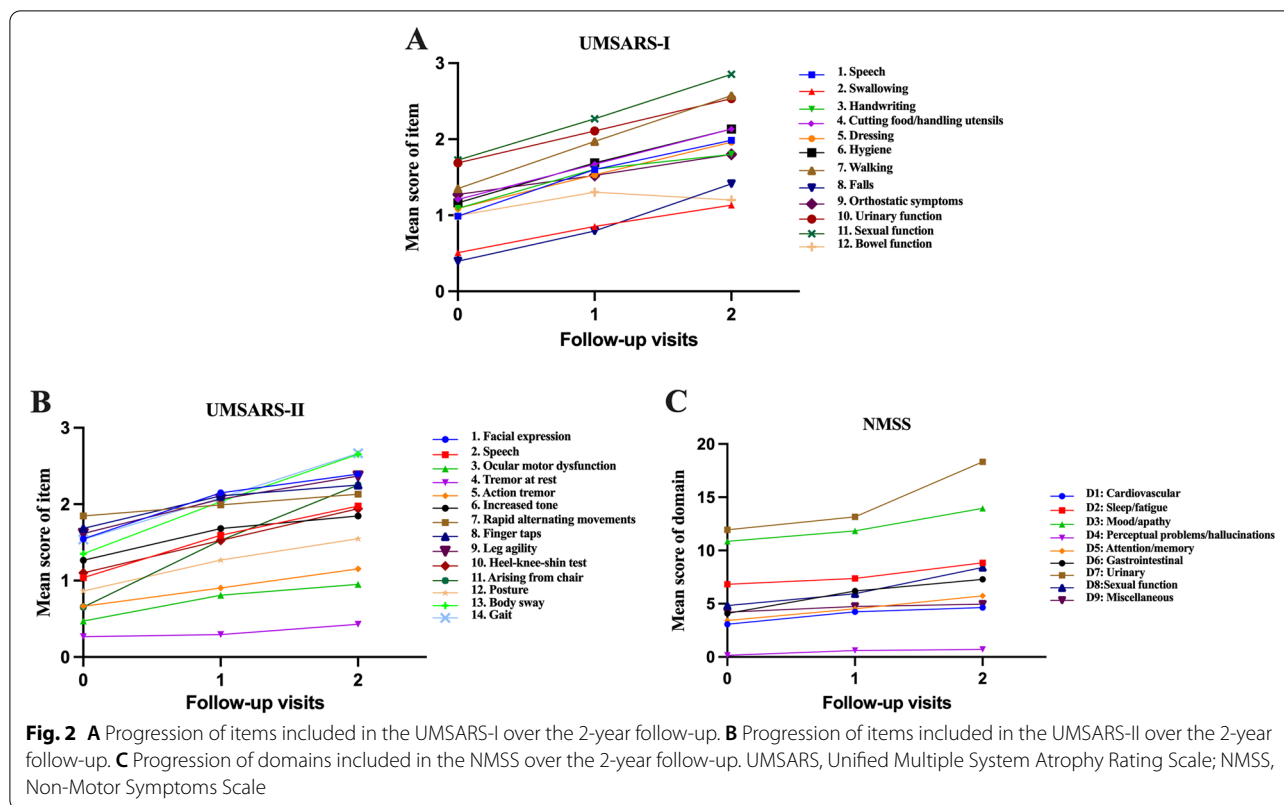 A
UMSARS-I
Mean score of item
3
2
1
0
0 1 2
Follow-up visits
1. Speech
2. Swallowing
3. Handwriting
4. Cutting food/handling utensils
5. Dressing
6. Hygiene
7. Walking
8. Falls
9. Orthostatic symptoms
10. Urinary function
11. Sexual function
12. Bowel function
B
UMSARS-II
Mean score of item
3
2
1
0
0 1 2
Follow-up visits
1. Facial expression
2. Speech
3. Ocular motor dysfunction
4. Tremor at rest
5. Action tremor
6. Increased tone
7. Rapid alternating movements
8. Finger taps
9. Leg agility
10. Heel-knee-shin test
11. Arising from chair
12. Posture
13. Body sway
14. Gait
C
NMSS
Mean score of domain
20
15
10
5
0
0 1 2
Follow-up visits
D1: Cardiovascular
D2: Sleep/fatigue
D3: Mood/apathy
D4: Perceptual problems/hallucinations
D5: Attention/memory
D6: Gastrointestinal
D7: Urinary
D8:Sexual function
D9: Miscellaneous
Fig. 2 A Progression of items included in the UMSARS-I over the 2-year follow-up. B Progression of items included in the UMSARS-II over the 2-year
follow-up. C Progression of domains included in the NMSS over the 2-year follow-up. UMSARS, Unified Multiple System Atrophy Rating Scale; NMSS,
Non-Motor Symptoms Scale